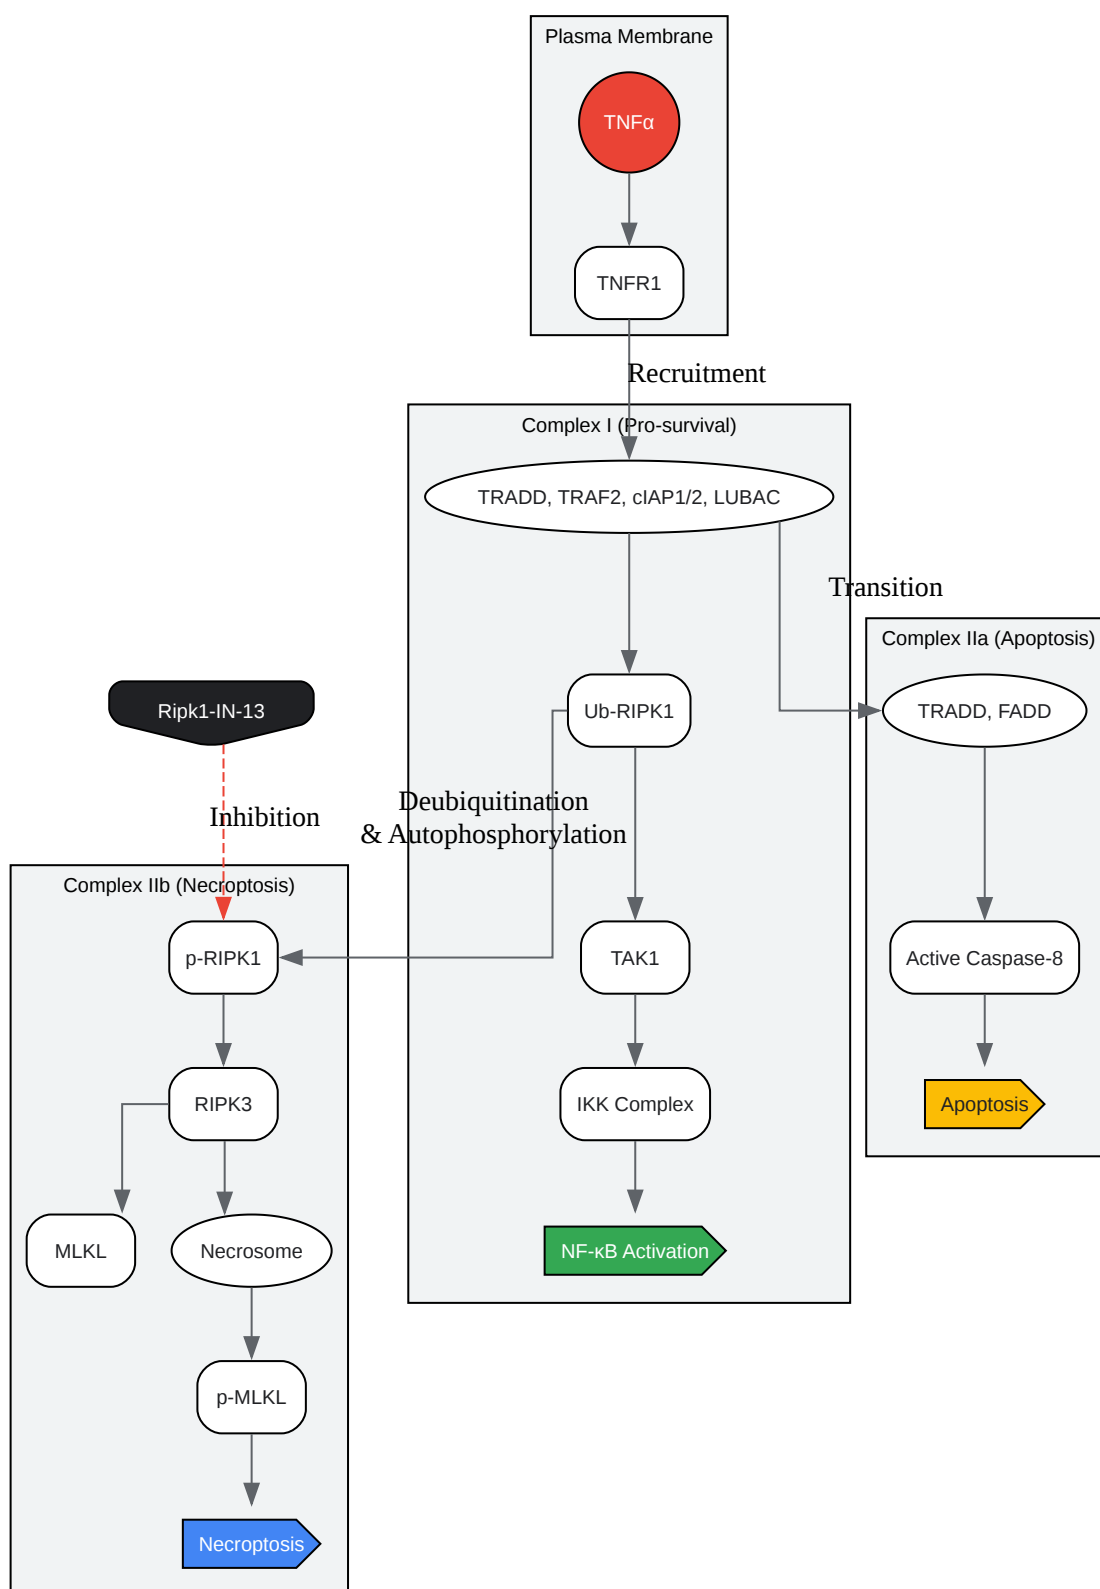 Plasma Membrane
TNFα
TNFR1
Recruitment
Complex I (Pro-survival)
TRADD, TRAF2, cIAP1/2, LUBAC
Transition
Complex IIa (Apoptosis)
Ripk1-IN-13
Ub-RIPK1
TRADD, FADD
Inhibition
Deubiquitination
& Autophosphorylation
Complex IIb (Necroptosis)
p-RIPK1
TAK1
Active Caspase-8
RIPK3
IKK Complex
Apoptosis
MLKL
Necrosome
NF-κB Activation
p-MLKL
Necroptosis